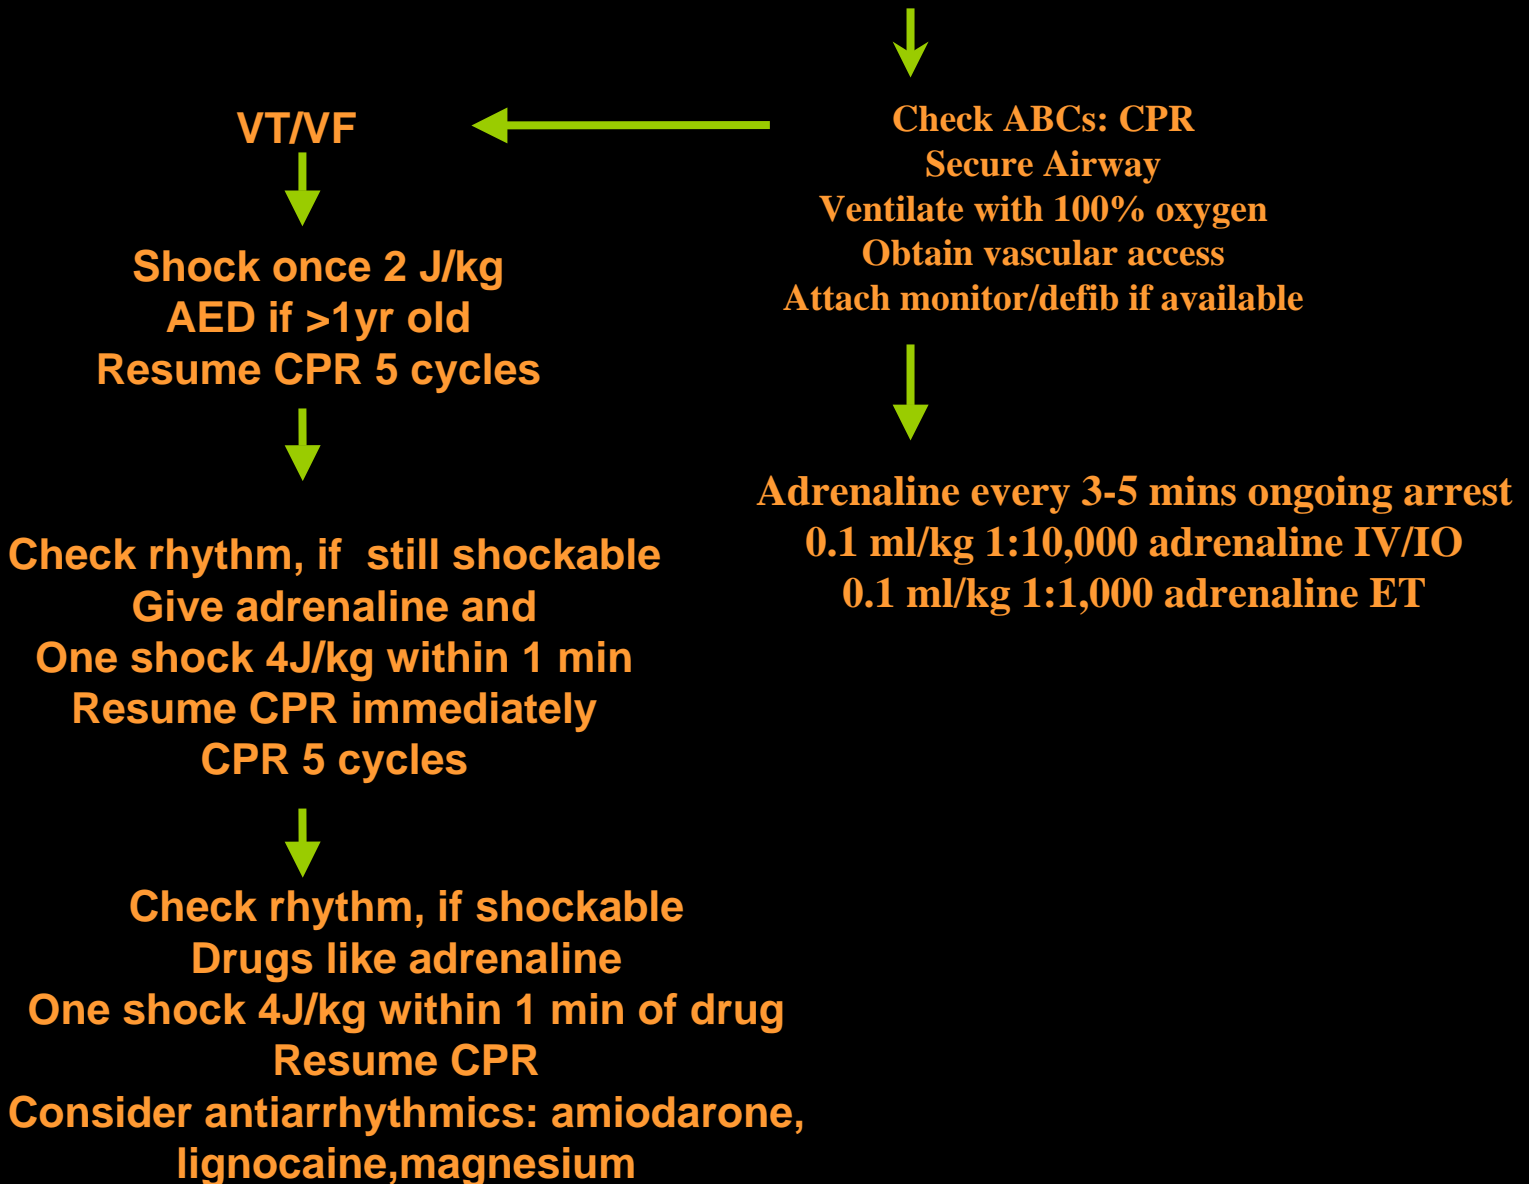 Check ABCs: CPR
Secure Airway
Ventilate with 100% oxygen
Obtain vascular access
Attach monitor/defib if available
VT/VF
Shock once 2 J/kg
AED if >1yr old
Resume CPR 5 cycles
Check rhythm, if  still shockable
Give adrenaline and
One shock 4J/kg within 1 min
Resume CPR immediately
CPR 5 cycles
Check rhythm, if shockable
Drugs like adrenaline
One shock 4J/kg within 1 min of drug
Resume CPR
Consider antiarrhythmics: amiodarone,
lignocaine,magnesium
Adrenaline every 3-5 mins ongoing arrest
0.1 ml/kg 1:10,000 adrenaline IV/IO
0.1 ml/kg 1:1,000 adrenaline ET